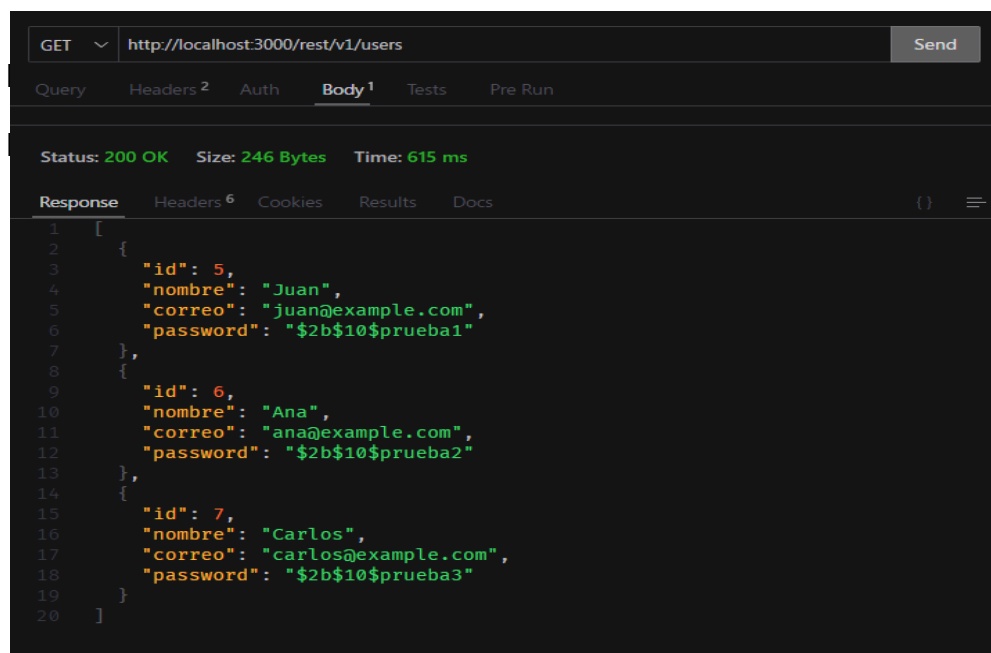 GET http://localhost:3000/rest/v1/users Send
Query Headers 2 Auth Body 1 Tests Pre Run
Status: 200 OK Size: 246 Bytes Time: 615 ms
Response Headers 6 Cookies Results Docs {}
1 [
2 {
3 "id": 5,
4 "nombre": "Juan",
5 "correo": "juan@example.com",
6 "password": "$2b$10$prueba1"
7 },
8 {
9 "id": 6,
10 "nombre": "Ana",
11 "correo": "ana@example.com",
12 "password": "$2b$10$prueba2"
13 },
14 {
15 "id": 7,
16 "nombre": "Carlos",
17 "correo": "carlos@example.com",
18 "password": "$2b$10$prueba3"
19 }
20 ]